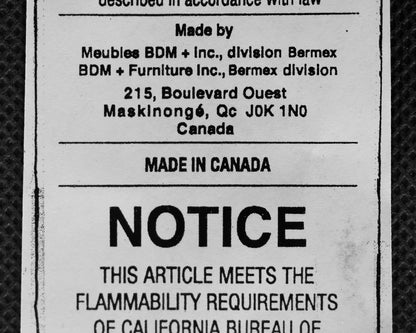 described in accordance with law
Made by
Meubles BDM + Inc., division Bermex
BDM + Furniture Inc., Bermex division
215, Boulevard Ouest
Maskinongé, Qc J0K 1N0
Canada
MADE IN CANADA
NOTICE
THIS ARTICLE MEETS THE
FLAMMABILITY REQUIREMENTS
OF CALIFORNIA BUREAU OF